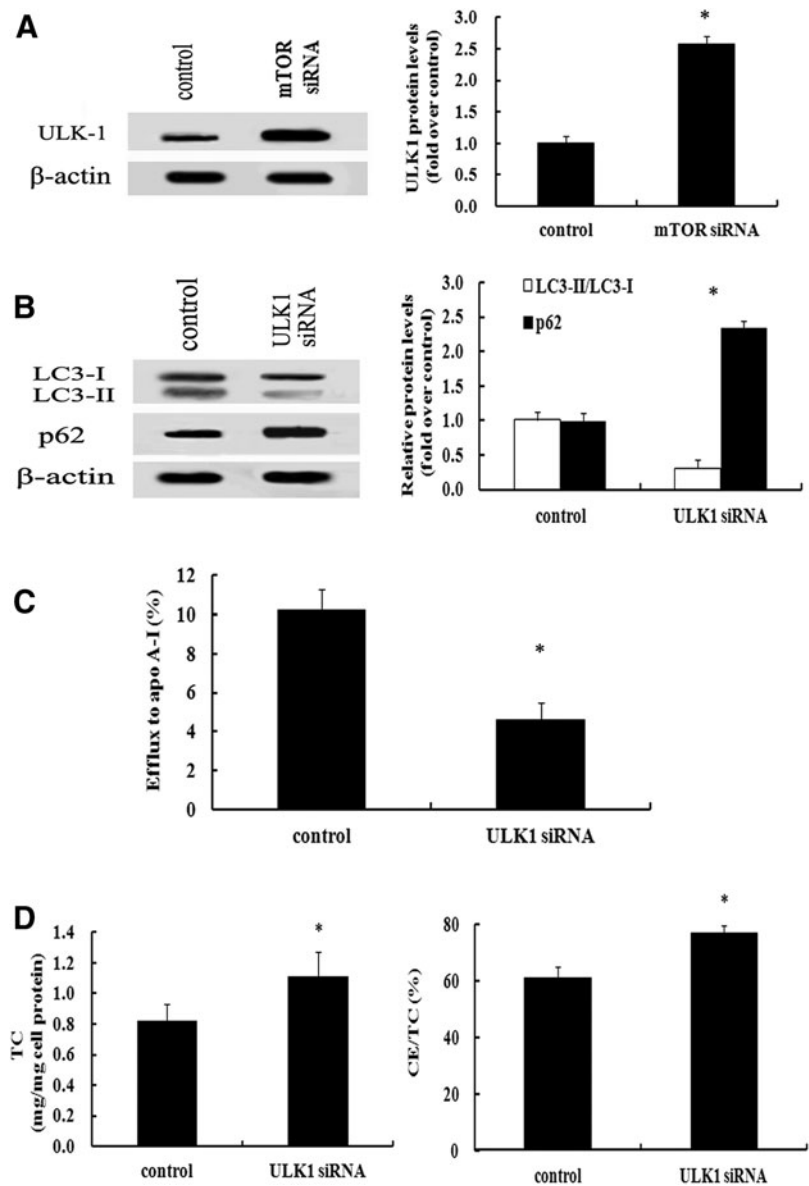 A
control
mTOR
siRNA
ULK-1
β-actin
ULK1 protein levels
(fold over control)
3.0
2.5
2.0
1.5
1.0
0.5
0.0
*
control
mTOR siRNA
B
control
ULK1
siRNA
LC3-I
LC3-II
p62
β-actin
Relative protein levels
(fold over control)
3.0
2.5
2.0
1.5
1.0
0.5
0.0
LC3-II/LC3-I
p62
*
control
ULK1 siRNA
C
Efflux to apo A-I (%)
12
10
8
6
4
2
0
*
control
ULK1 siRNA
D
TC
(mg/mg cell protein)
1.4
1.2
1.0
0.8
0.6
0.4
0.2
0.0
*
control
ULK1 siRNA
CE/TC (%)
80
60
40
20
0
*
control
ULK1 siRNA